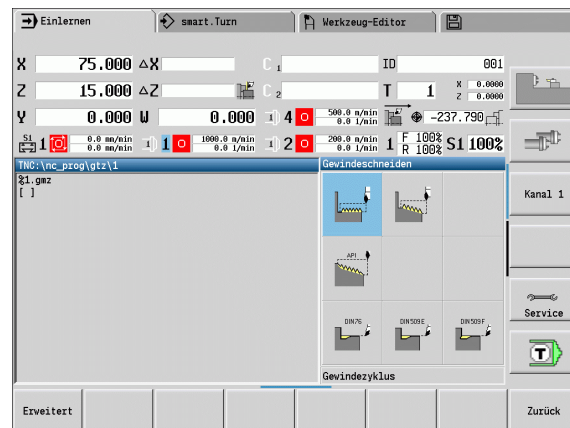 Einlernen smart.Turn Werkzeug-Editor
X 75.000 △X C 1 ID 001
Z 15.000 △Z C 2 T 1 X 0.0000 Z 0.0000
Y 0.000 W 0.000 4 500.0 m/min 0.0 1/min -237.790
S1 1 0.0 mm/min 0.0 mm/min 1 1000.0 m/min 0.0 1/min 2 200.0 m/min 0.0 1/min 1 F 100% R 100% S1 100%
TNC:\nc_prog\gtz\1 Gewindeschneiden
%1.gmz
[ ]
Kanal 1
API
DIN76 DIN509E DIN509F
Service
T
Gewindezyklus
Erweitert Zurück